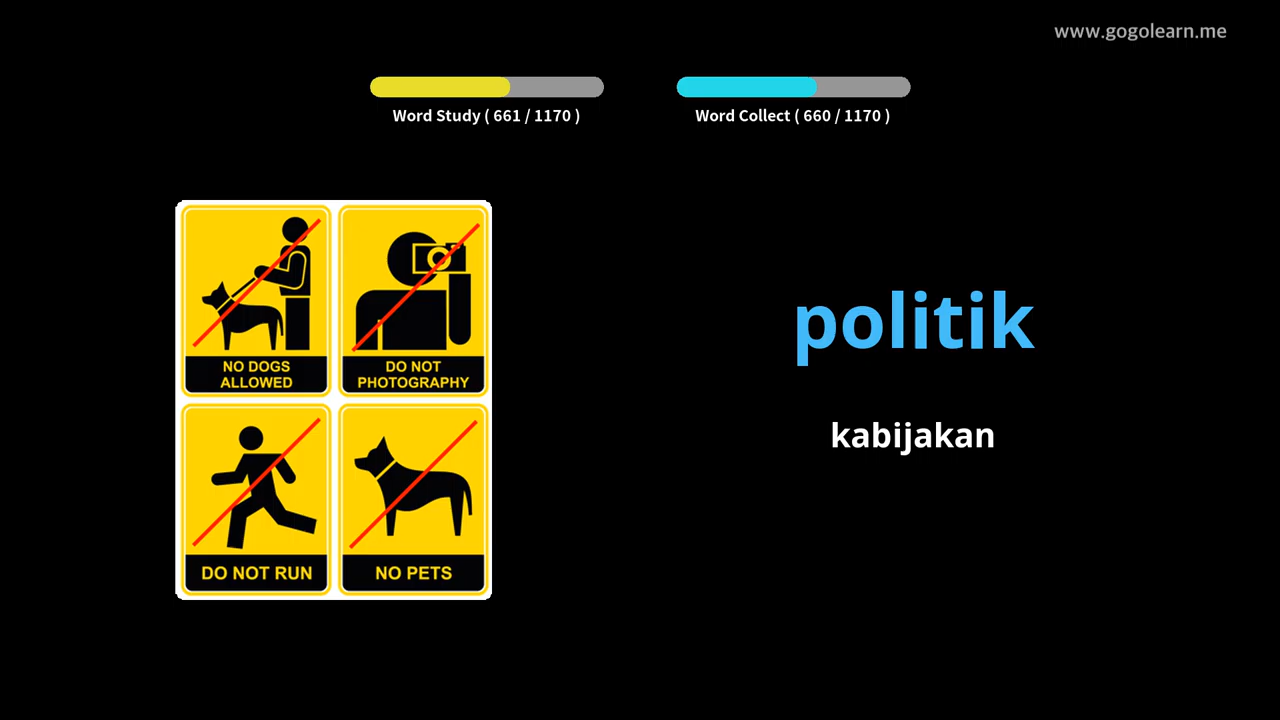 www.gogolearn.me
Word Study ( 661 / 1170 )
Word Collect ( 660 / 1170 )
NO DOGS
ALLOWED
DO NOT
PHOTOGRAPHY
DO NOT RUN
NO PETS
politik
kabijakan